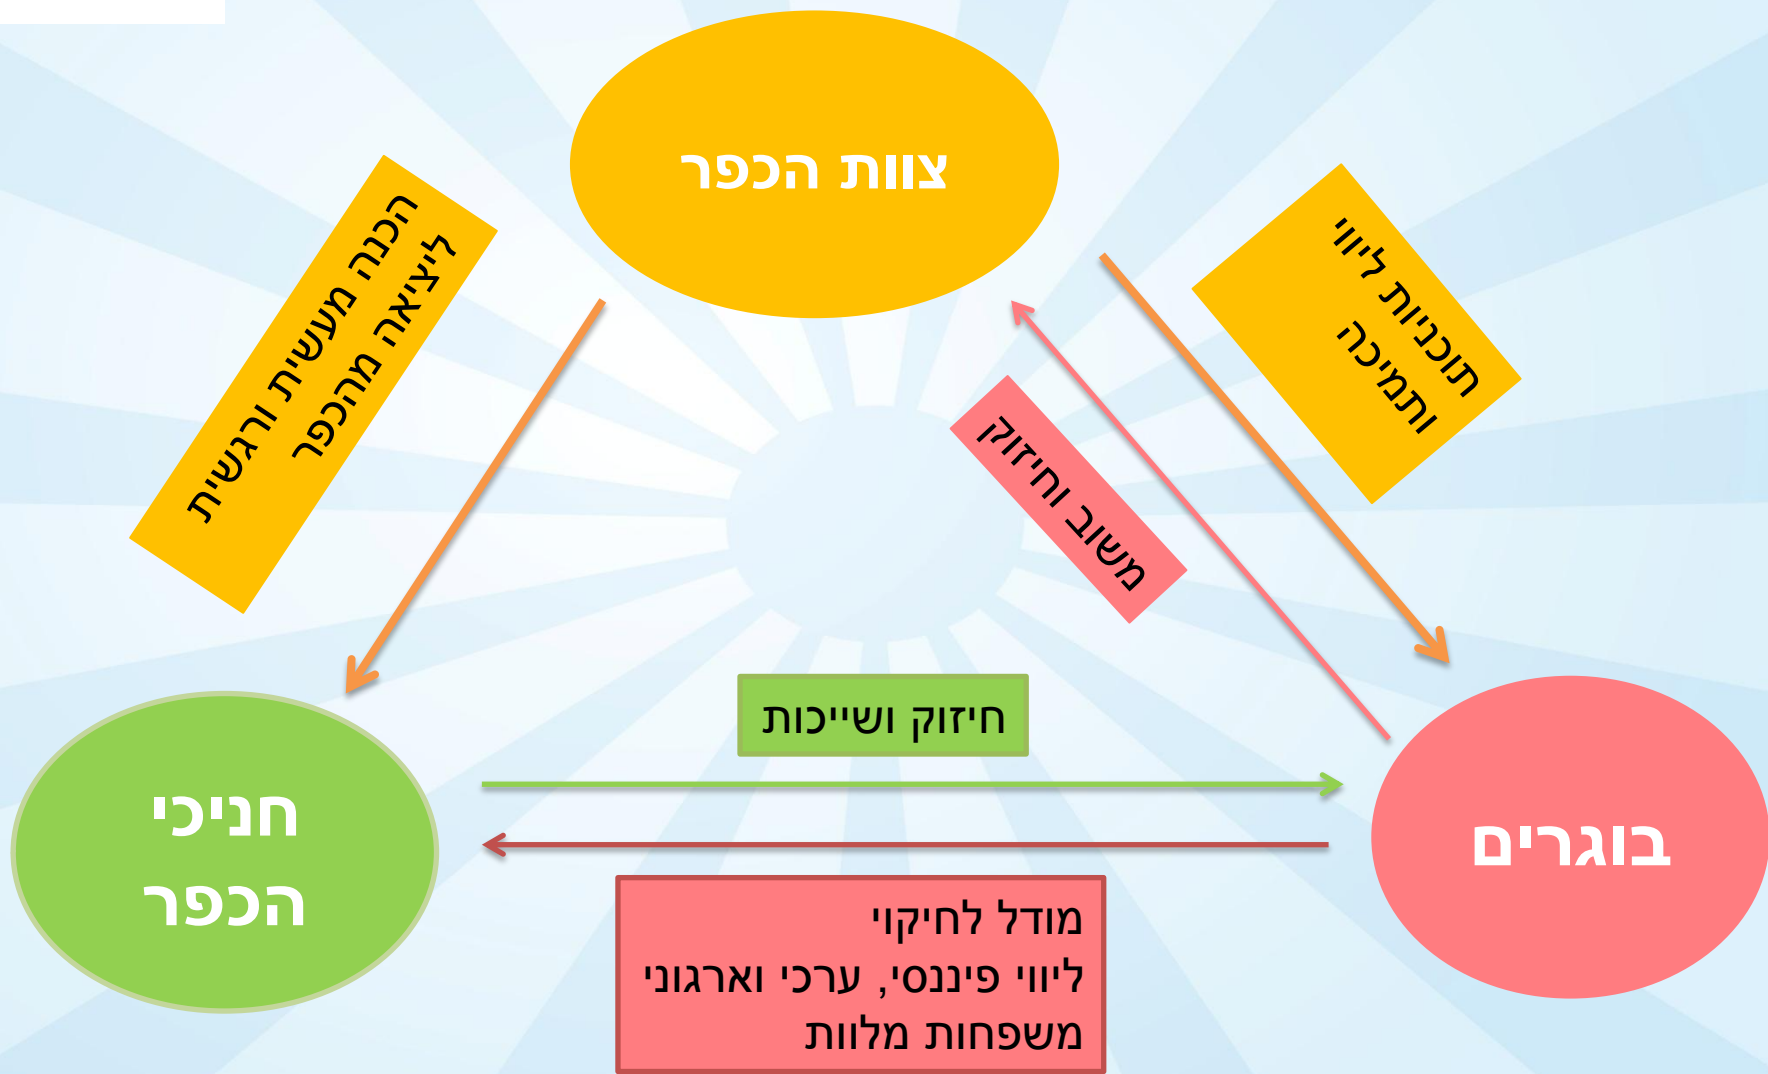 צוות הכפר
תוכניות ליווי
ותמיכה
הכנה מעשית ורגשית
ליציאה מהכפר
משוב וחיזוק
חיזוק ושייכות
בוגרים
חניכי
הכפר
מודל לחיקוי
ליווי פיננסי, ערכי וארגוני
משפחות מלוות